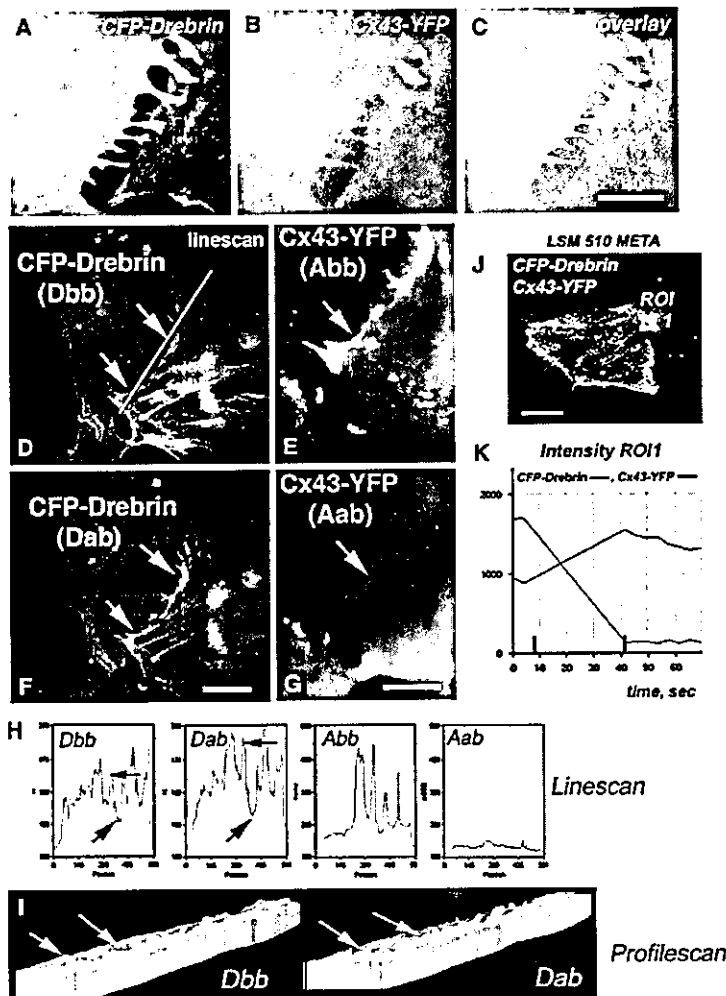 A CFP-Drebrin
B Cx43-YFP
C overlay
D linescan
CFP-Drebrin
(Dbb)
E Cx43-YFP
(Abb)
F CFP-Drebrin
(Dab)
G Cx43-YFP
(Aab)
LSM 510 META
J CFP-Drebrin
Cx43-YFP
ROI
1
K Intensity ROI1
CFP-Drebrin — , Cx43-YFP —
1000
0
0 10 20 40 50 60
time, sec
H Dbb Dab Abb Aab
Linescan
I Dbb Dab
Profilescan